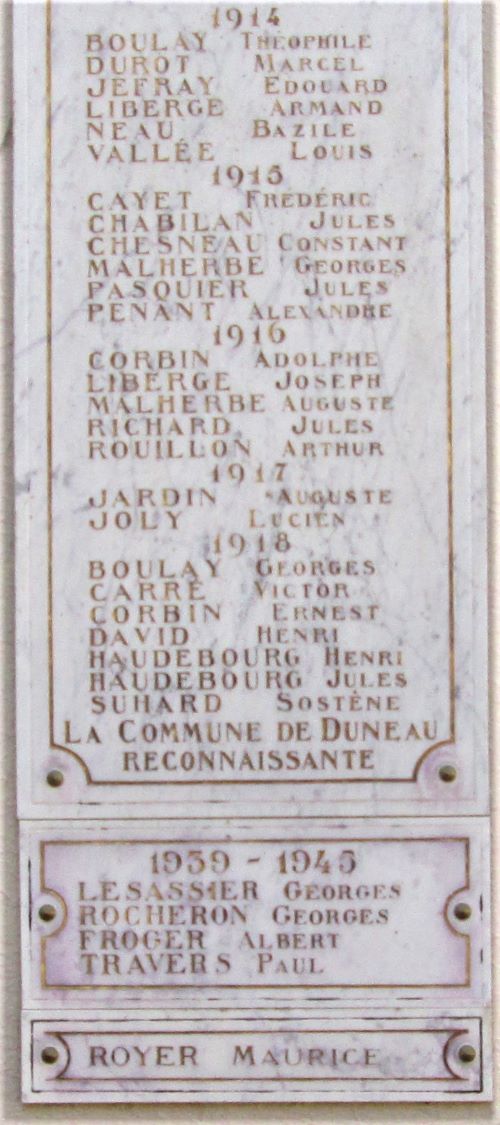 1914
BOULAY THÉOPHILE
DUROT MARCEL
JEFRAY EDOUARD
LIBERGE ARMAND
NEAU BAZILE
VALLÉE LOUIS
1915
CAYET FRÉDÉRIC
CHABILAN JULES
CHESNEAU CONSTANT
MALHERBE GEORGES
PASQUIER JULES
PENANT ALEXANDRE
1916
CORBIN ADOLPHE
LIBERGE JOSEPH
MALHERBE AUGUSTE
RICHARD JULES
ROUILLON ARTHUR
1917
JARDIN AUGUSTE
JOLY LUCIEN
1918
BOULAY GEORGES
CARRÉ VICTOR
CORBIN ERNEST
DAVID HENRI
HAUDEBOURG HENRI
HAUDEBOURG JULES
SUHARD SOSTÈNE
LA COMMUNE DE DUNEAU
RECONNAISSANTE
1939 - 1945
LESASSIER GEORGES
ROCHERON GEORGES
FROGER ALBERT
TRAVERS PAUL
ROYER MAURICE